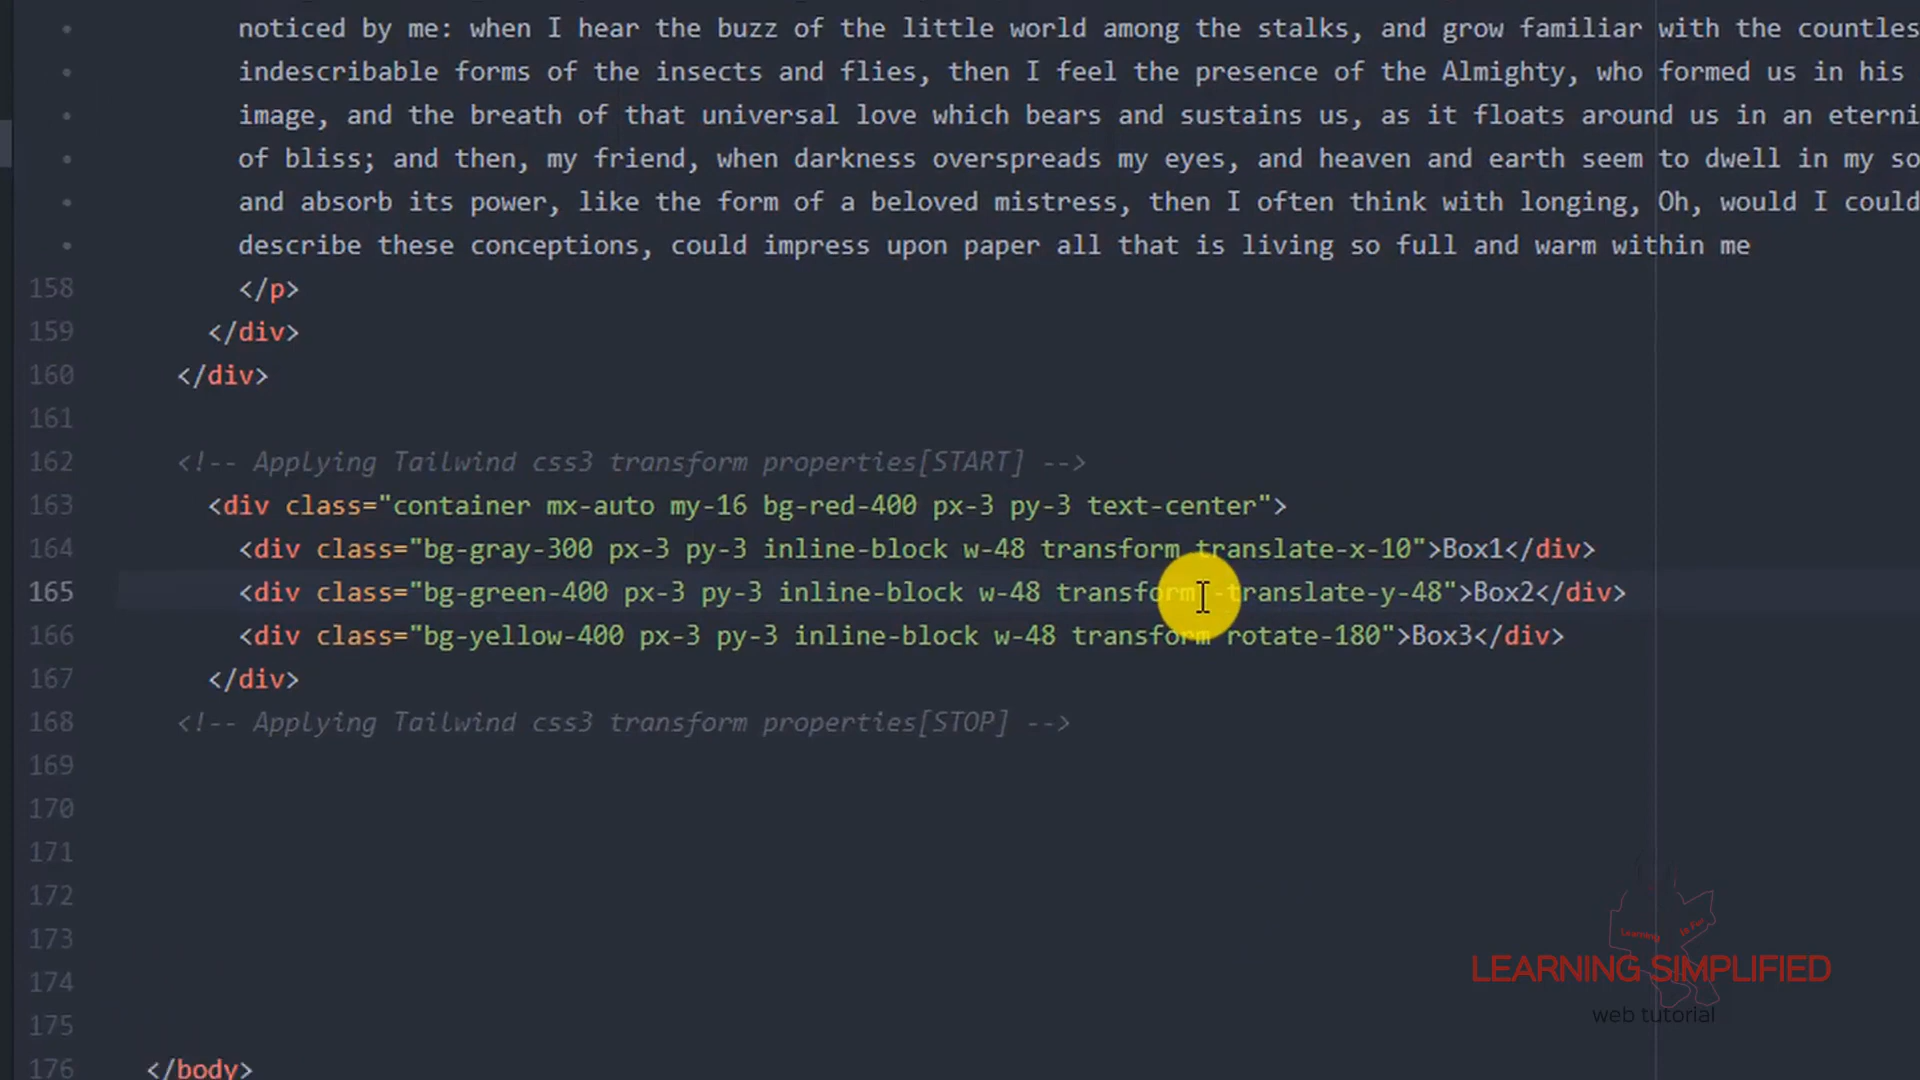 noticed by me: when I hear the buzz of the little world among the stalks, and grow familiar with the countles
indescribable forms of the insects and flies, then I feel the presence of the Almighty, who formed us in his
image, and the breath of that universal love which bears and sustains us, as it floats around us in an eterni
of bliss; and then, my friend, when darkness overspreads my eyes, and heaven and earth seem to dwell in my so
and absorb its power, like the form of a beloved mistress, then I often think with longing, Oh, would I could
describe these conceptions, could impress upon paper all that is living so full and warm within me
158 </p>
159 </div>
160 </div>
161
162 <!-- Applying Tailwind css3 transform properties[START] -->
163 <div class="container mx-auto my-16 bg-red-400 px-3 py-3 text-center">
164 <div class="bg-gray-300 px-3 py-3 inline-block w-48 transform translate-x-10">Box1</div>
165 <div class="bg-green-400 px-3 py-3 inline-block w-48 transform -translate-y-48">Box2</div>
166 <div class="bg-yellow-400 px-3 py-3 inline-block w-48 transform rotate-180">Box3</div>
167 </div>
168 <!-- Applying Tailwind css3 transform properties[STOP] -->
169
170
171
172
173
174
175
176 </body>
Learning Is Fun
LEARNING SIMPLIFIED
web tutorial